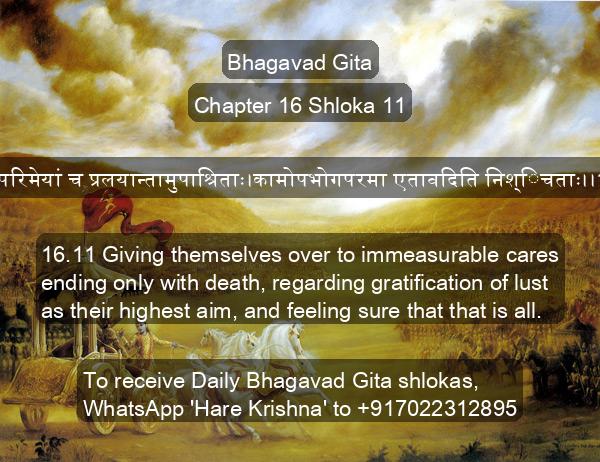 Bhagavad Gita
Chapter 16 Shloka 11
परिमेयां च प्रलयान्तामुपाश्रिताः।कामोपभोगपरमा एतावदिति निश्िचताः।।
16.11 Giving themselves over to immeasurable cares
ending only with death, regarding gratification of lust
as their highest aim, and feeling sure that that is all.
To receive Daily Bhagavad Gita shlokas,
WhatsApp 'Hare Krishna' to +917022312895